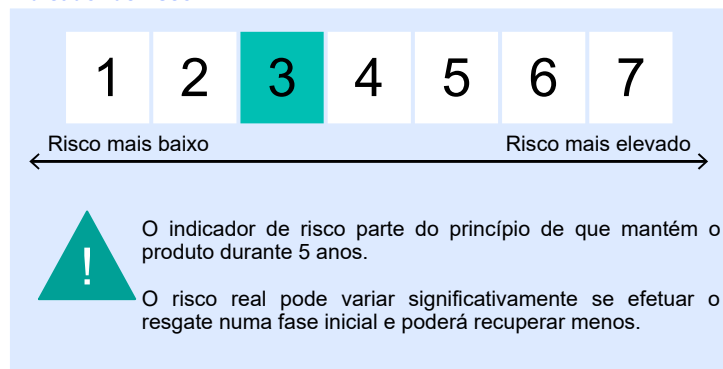 1 2 3 4 5 6 7
Risco mais baixo Risco mais elevado
!
O indicador de risco parte do princípio de que mantém o
produto durante 5 anos.
O risco real pode variar significativamente se efetuar o
resgate numa fase inicial e poderá recuperar menos.